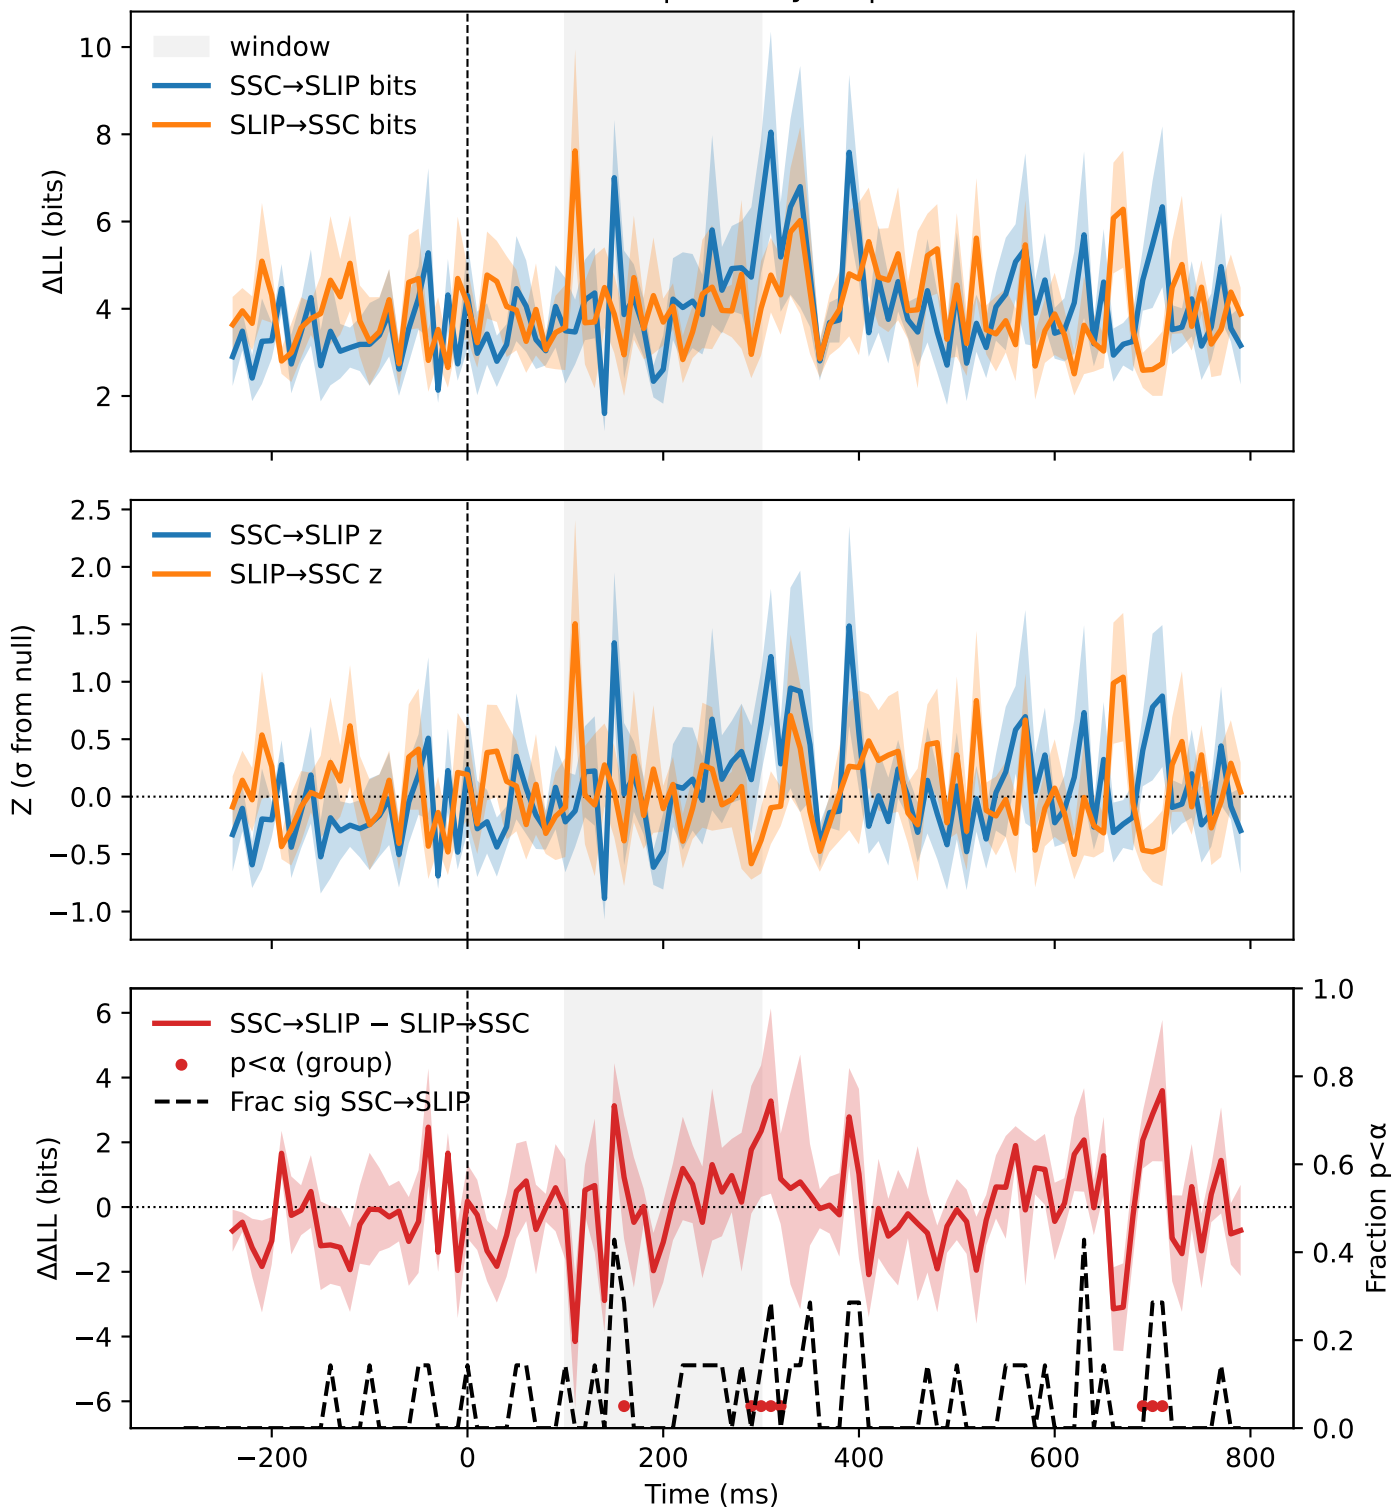 10
8
6
4
2
ΔLL (bits)
window
SSC→SLIP bits
SLIP→SSC bits
2.5
2.0
1.5
1.0
0.5
0.0
−0.5
−1.0
Z (σ from null)
SSC→SLIP z
SLIP→SSC z
6
4
2
0
−2
−4
−6
ΔΔLL (bits)
SSC→SLIP − SLIP→SSC
p<α (group)
Frac sig SSC→SLIP
1.0
0.8
0.6
0.4
0.2
0.0
Fraction p<α
−200 0 200 400 600 800
Time (ms)